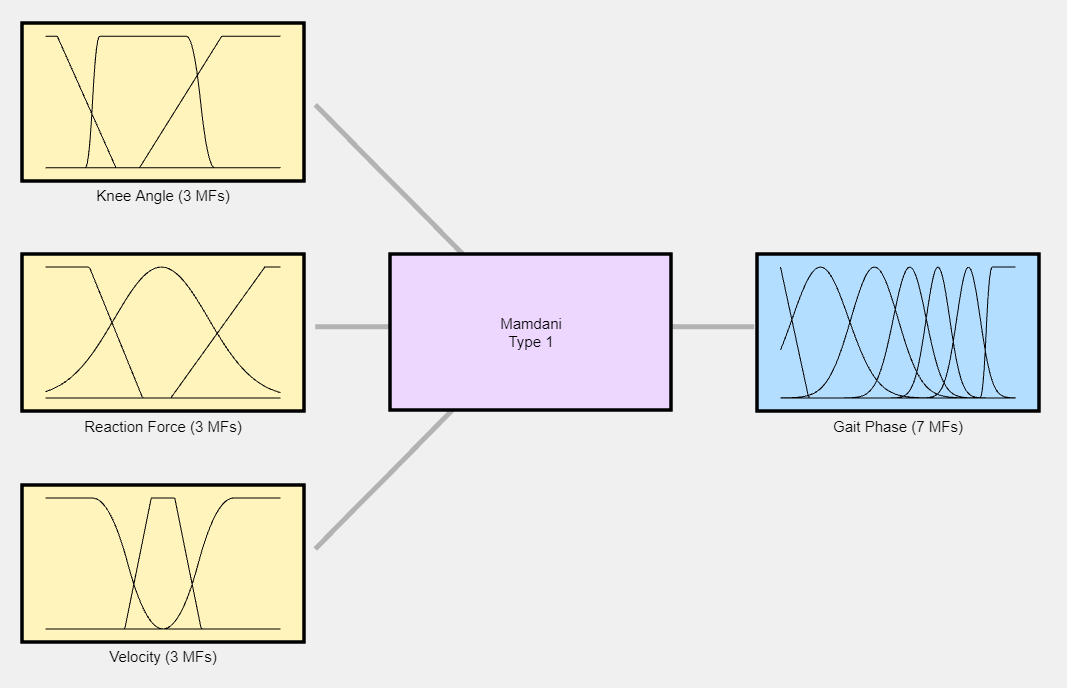 Knee Angle (3 MFs)
Reaction Force (3 MFs)
Velocity (3 MFs)
Mamdani
Type 1
Gait Phase (7 MFs)